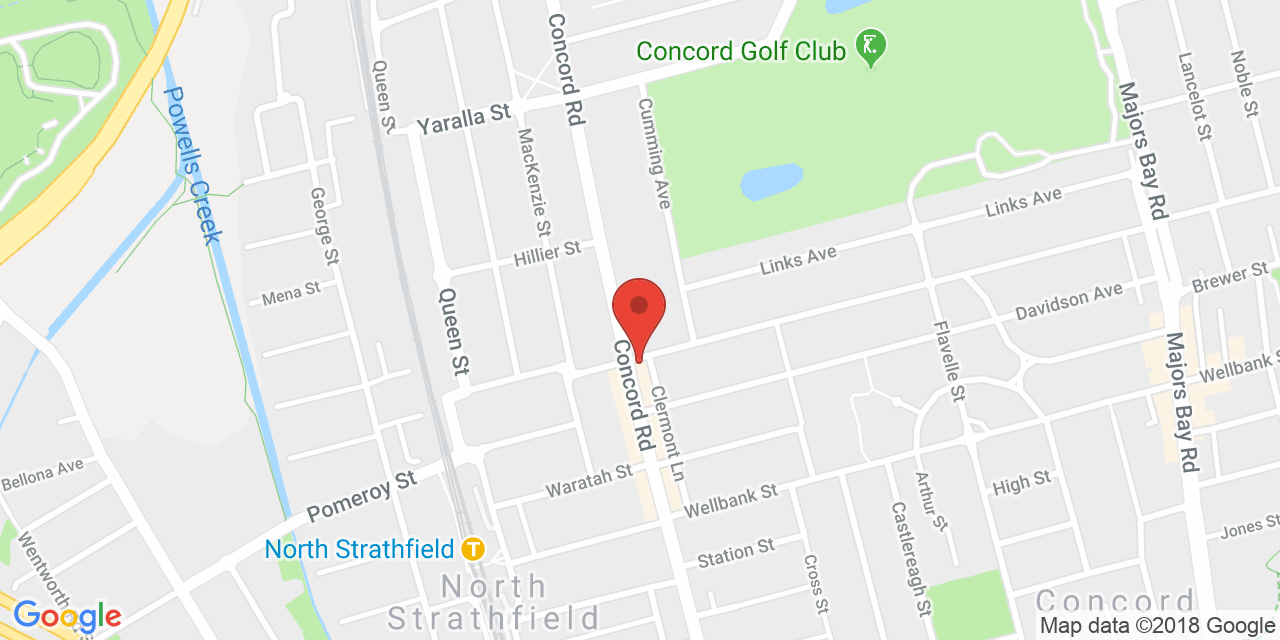 Concord Golf Club
Concord Rd
Queen St
Yaralla St
Powells Creek
MacKenzie St
Cumming Ave
Majors Bay Rd
Lancelot St
Noble St
George St
Hillier St
Links Ave
Links Ave
Mena St
Queen St
Brewer St
Davidson Ave
Flavelle St
Majors Bay Rd
Wellbank S
Concord Rd
Clermont Ln
Bellona Ave
Pomeroy St
Waratah St
Wellbank St
High St
Arthur St
Castlereagh St
Jones St
Wentworth
North Strathfield
T
Station St
Cross St
North
Strathfield
Concord
Google
Map data ©2018 Google